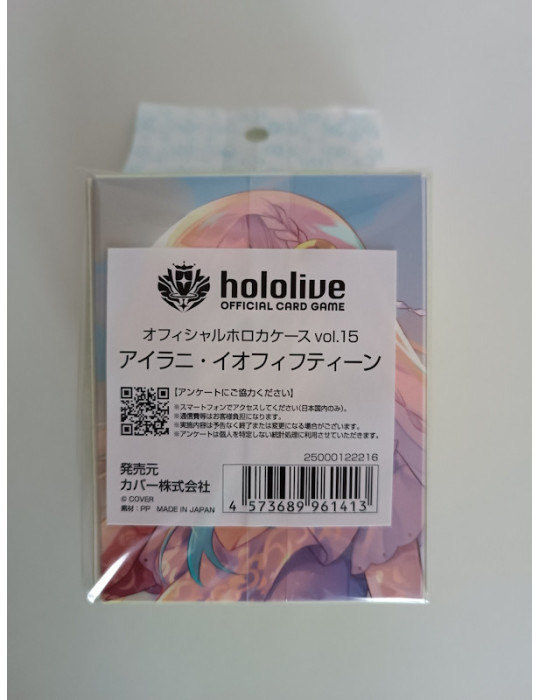 hololive
OFFICIAL CARD GAME
オフィシャルホロカケース vol.15
アイラニ・イオフィフティーン
【アンケートにご協力ください】
※スマートフォンでアクセスしてください(日本国内のみ)。
※通信費等はお客様負担になります。
※実施内容は予告なく終了または変更になる場合がございます。
※アンケートは個人を特定しない統計処理に利用させていただきます。
25000122216
発売元
カバー株式会社
© COVER
素材：PP MADE IN JAPAN
4 573689 961413